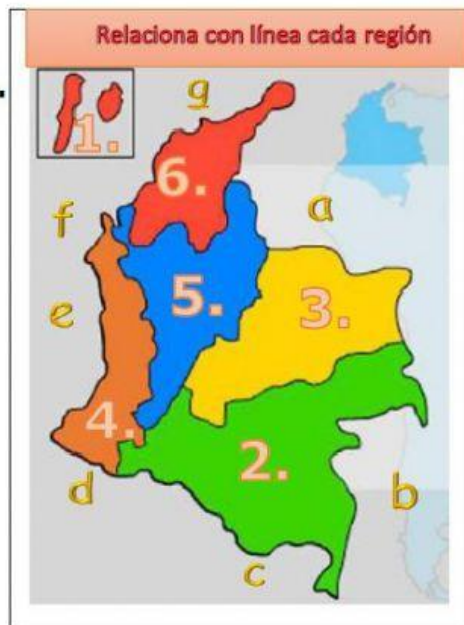 Relaciona con línea cada región
g
1.
6.
a
f
e
5.
3.
4.
2.
d
b
c